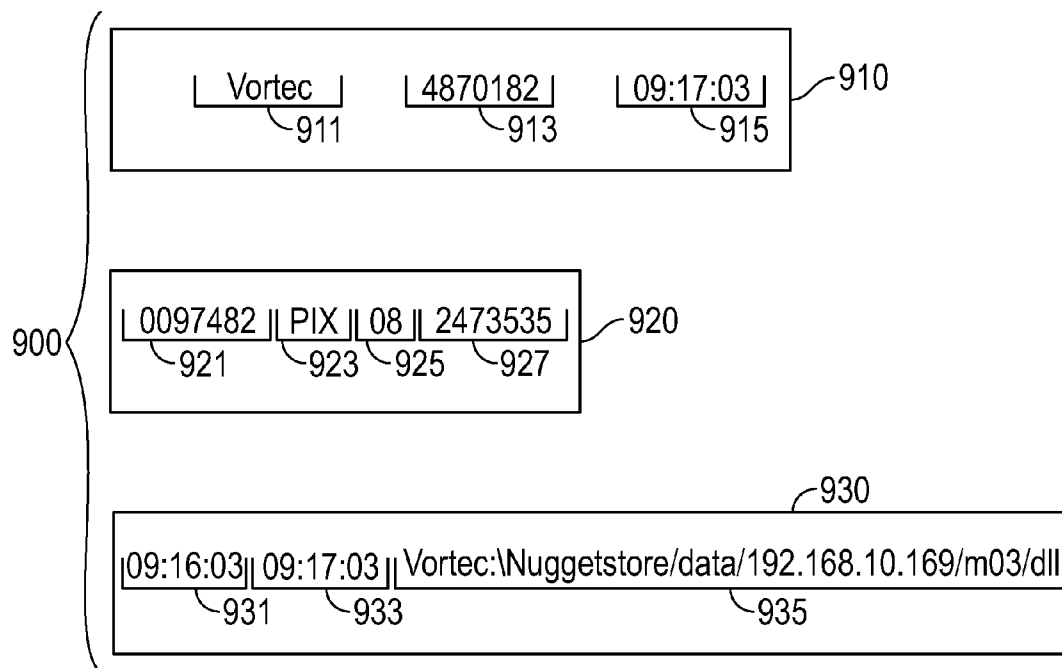 Vortec 4870182 09:17:03 910
911 913 915
900
0097482 PIX 08 2473535 920
921 923 925 927
930
09:16:03 09:17:03 Vortec:\Nuggetstore/data/192.168.10.169/m03/dll
931 933 935